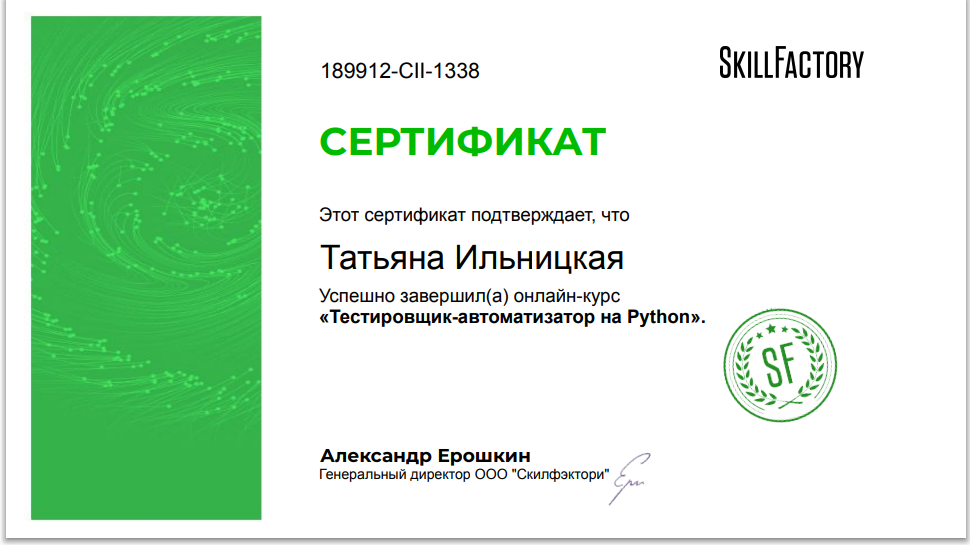 189912-CII-1338
SKILLFACTORY
СЕРТИФИКАТ
Этот сертификат подтверждает, что
Татьяна Ильницкая
Успешно завершил(а) онлайн-курс
«Тестировщик-автоматизатор на Python».
SF
Александр Ерошкин
Генеральный директор ООО "Скилфэктори"